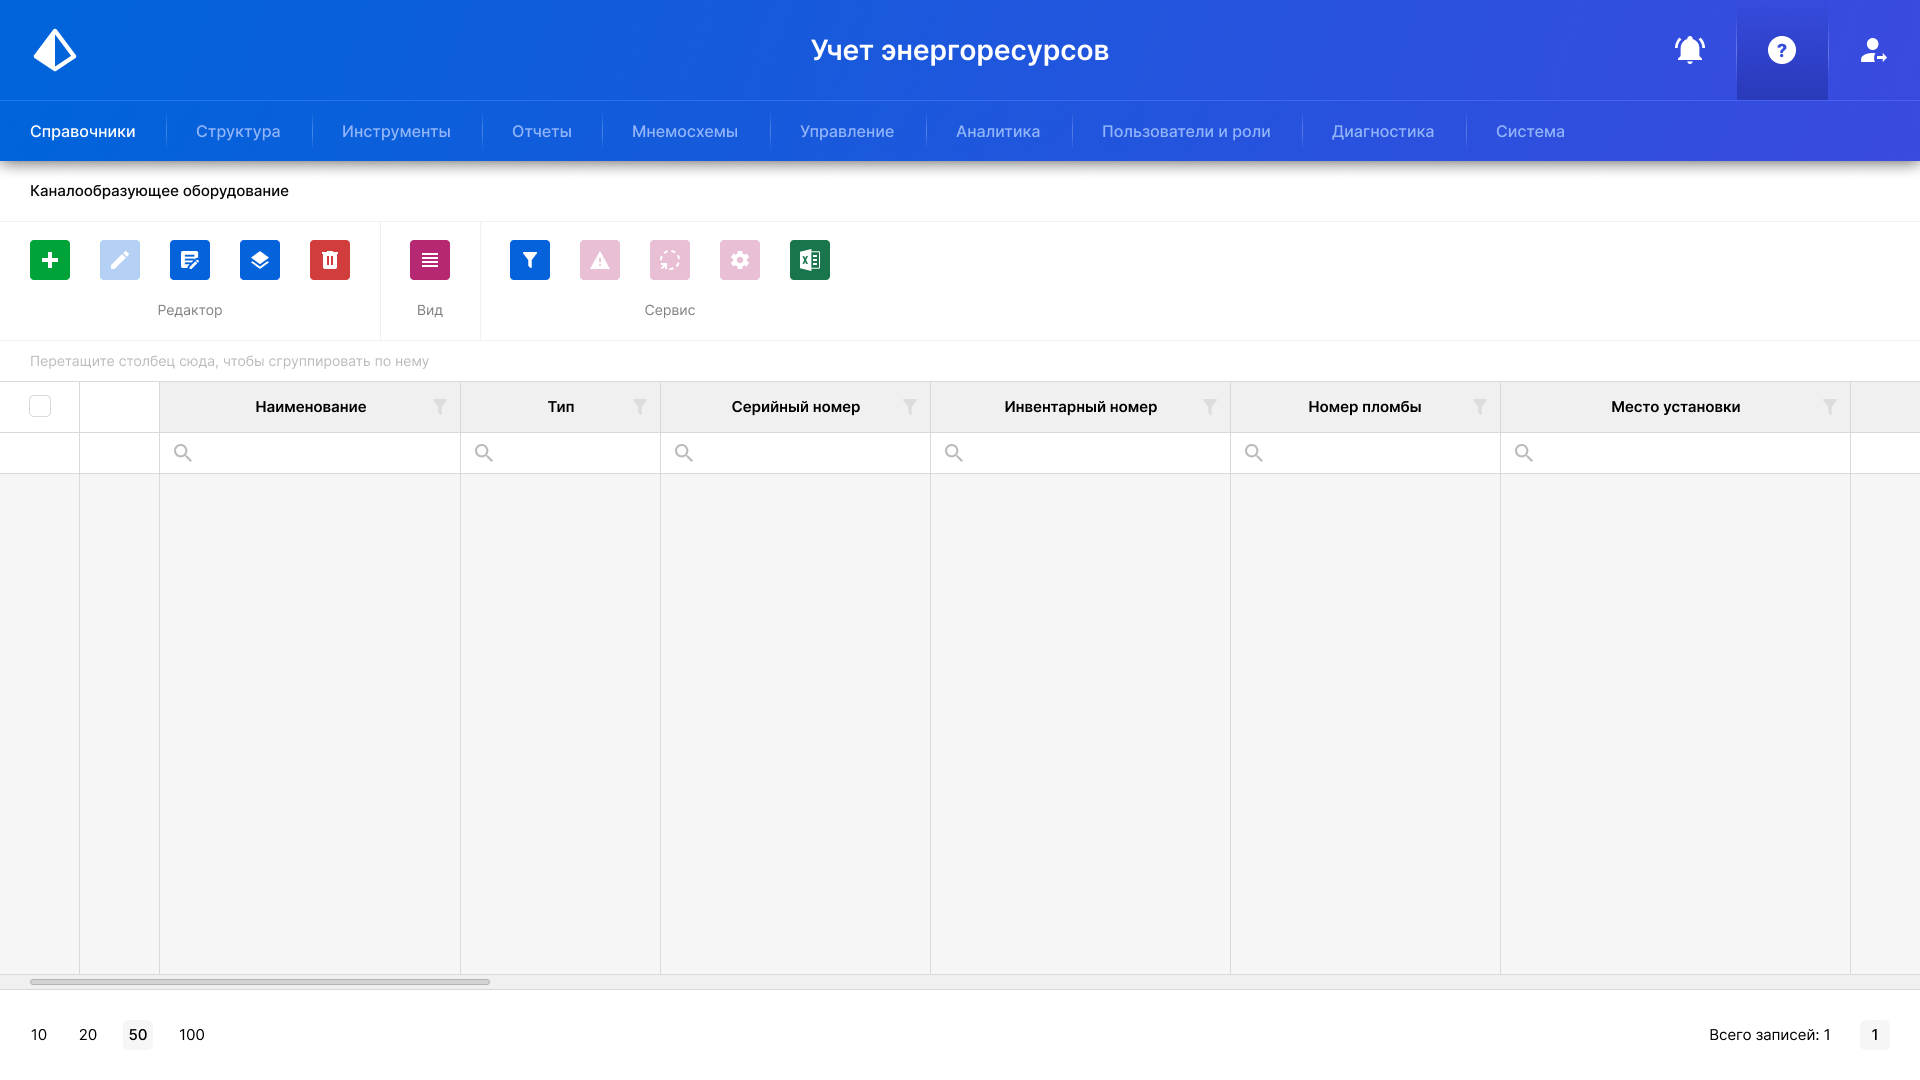 Учет энергоресурсов
?
Справочники Структура Инструменты Отчеты Мнемосхемы Управление Аналитика Пользователи и роли Диагностика Система
Каналообразующее оборудование
Редактор Вид Сервис
Перетащите столбец сюда, чтобы сгруппировать по нему
Наименование Тип Серийный номер Инвентарный номер Номер пломбы Место установки
10 20 50 100 Всего записей: 1 1